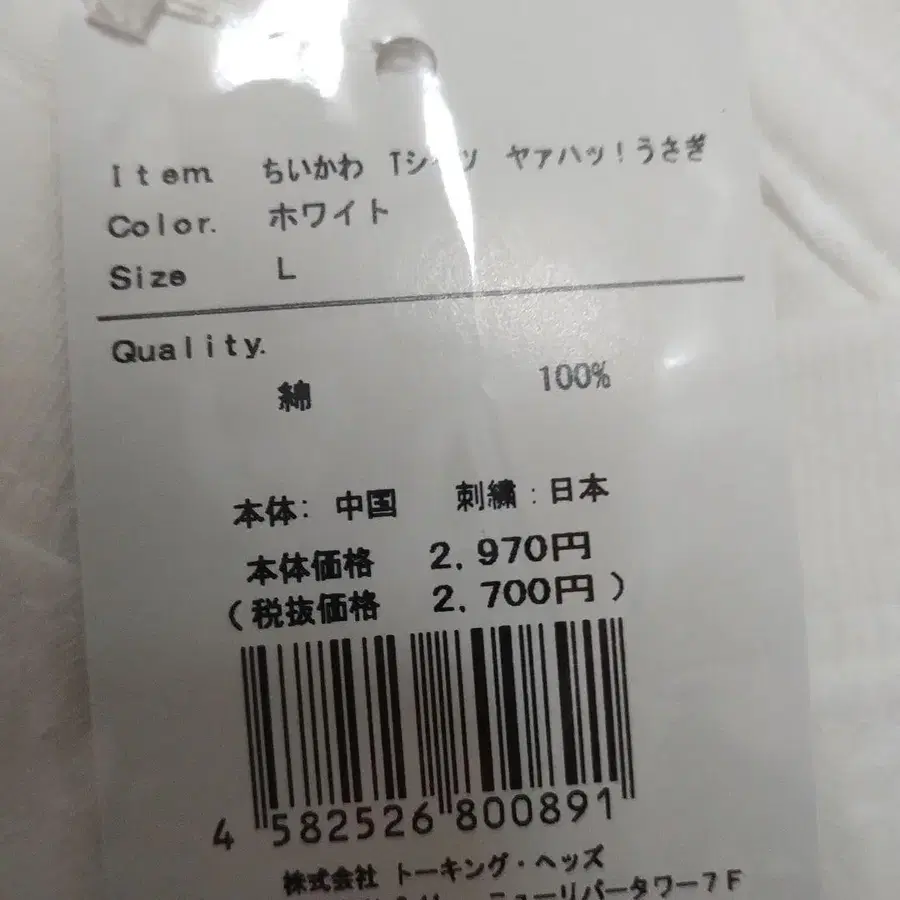 Item ちいかわ Tシャツ ヤァハッ!うさぎ
Color. ホワイト
Size L
Quality.
綿 100%
本体: 中国 刺繍:日本
本体価格 2,970円
(税抜価格 2,700円)
4 582526 800891
株式会社 トーキング・ヘッズ
ニューリバータワー7F